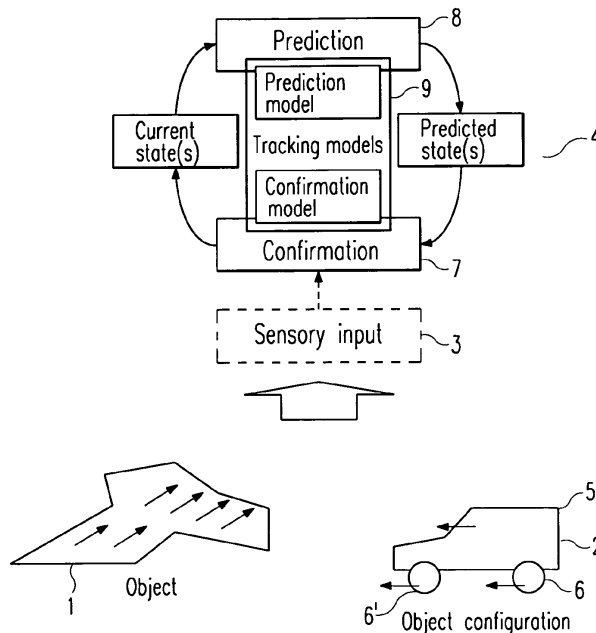 8
Prediction
Prediction
model
9
Current
state(s)
Tracking models
Predicted
state(s)
4
Confirmation
model
Confirmation
7
Sensory input
3
5
2
1
Object
6'
6
Object configuration